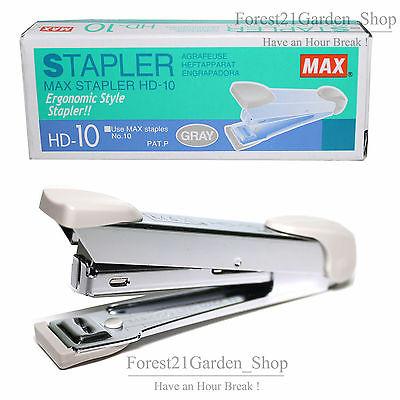 Forest21Garden_Shop
Have an Hour Break !
STAPLER
AGRAFEUSE
HEFTAPPARAT
ENGRAPADORA
MAX
MAX STAPLER HD-10
Ergonomic Style
Stapler!!
HD-10
■Use MAX staples
No.10
PAT.P
GRAY
MAX
Forest21Garden_Shop
Have an Hour Break !